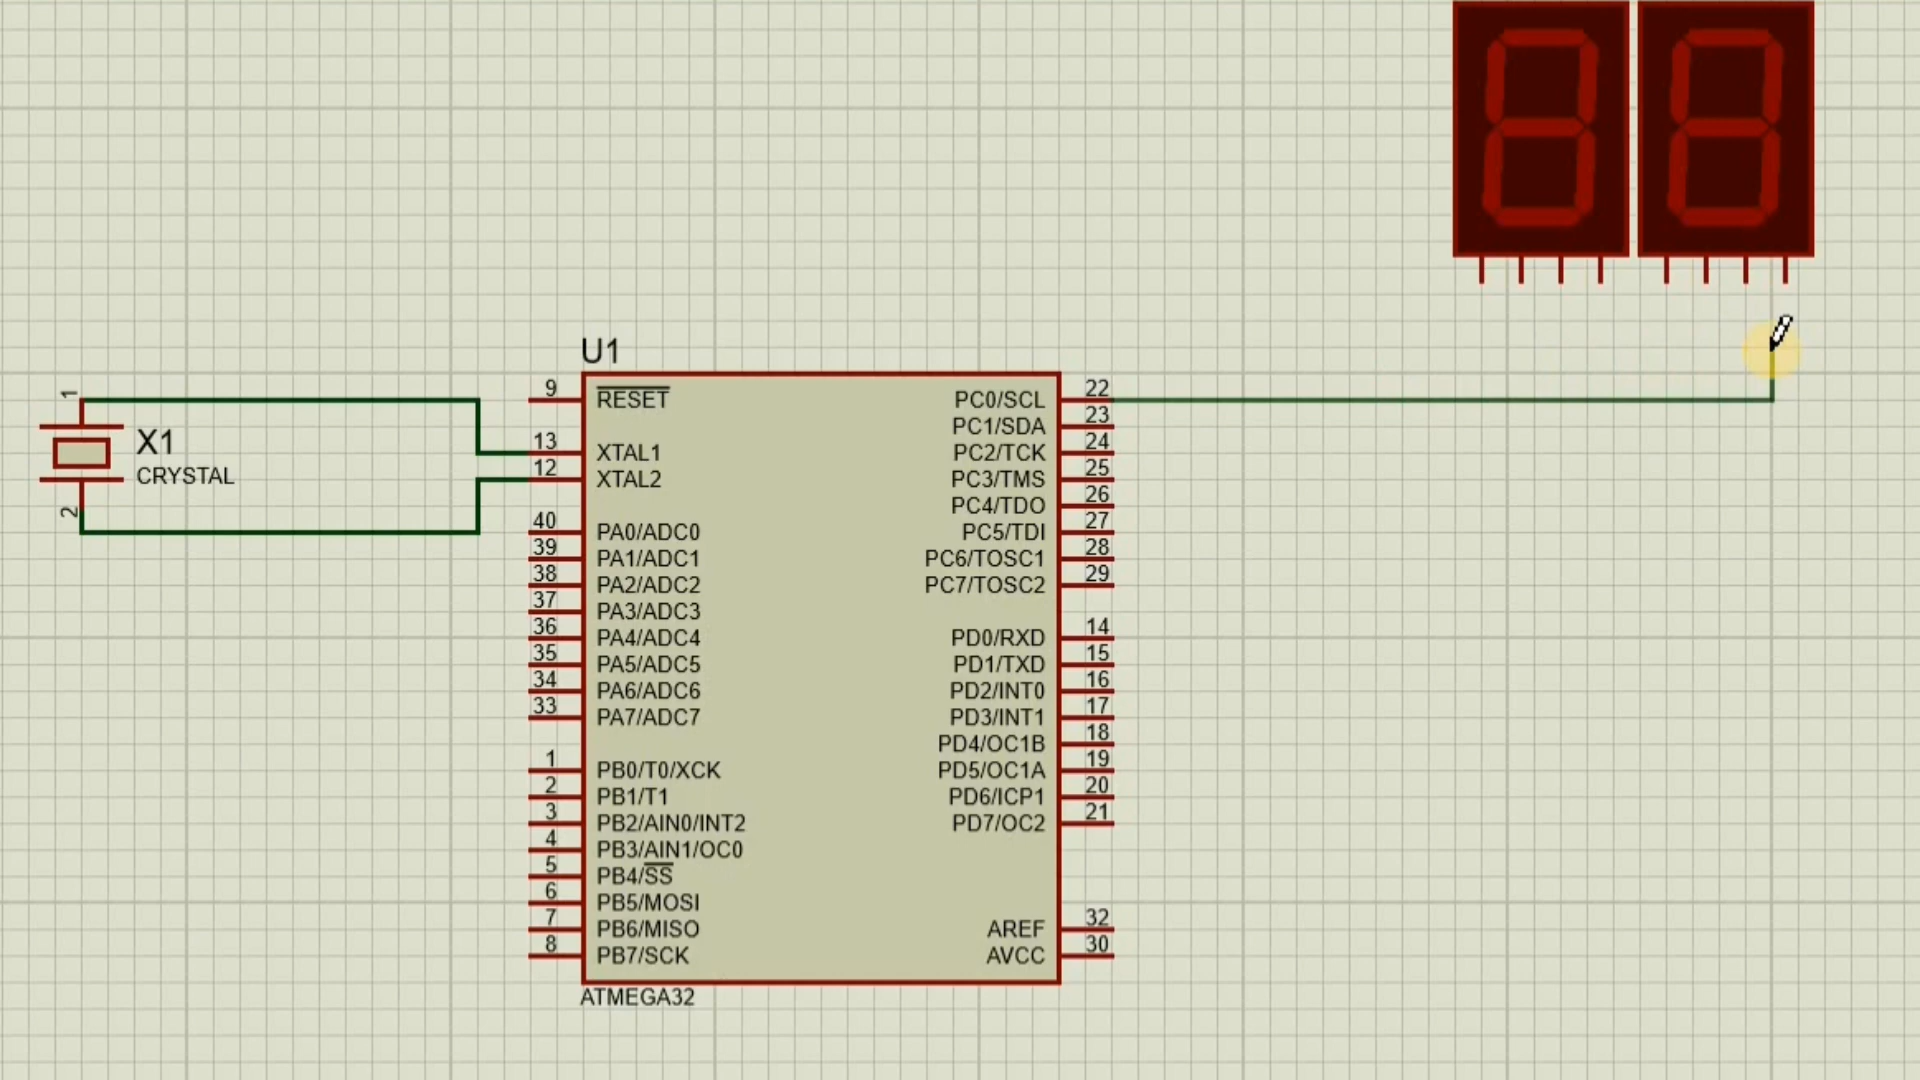 U1
1
X1
CRYSTAL
2
9 RESET PC0/SCL 22
PC1/SDA 23
13 XTAL1 PC2/TCK 24
12 XTAL2 PC3/TMS 25
PC4/TDO 26
40 PA0/ADC0 PC5/TDI 27
39 PA1/ADC1 PC6/TOSC1 28
38 PA2/ADC2 PC7/TOSC2 29
37 PA3/ADC3
36 PA4/ADC4 PD0/RXD 14
35 PA5/ADC5 PD1/TXD 15
34 PA6/ADC6 PD2/INT0 16
33 PA7/ADC7 PD3/INT1 17
PD4/OC1B 18
1 PB0/T0/XCK PD5/OC1A 19
2 PB1/T1 PD6/ICP1 20
3 PB2/AIN0/INT2 PD7/OC2 21
4 PB3/AIN1/OC0
5 PB4/SS
6 PB5/MOSI
7 PB6/MISO AREF 32
8 PB7/SCK AVCC 30
ATMEGA32